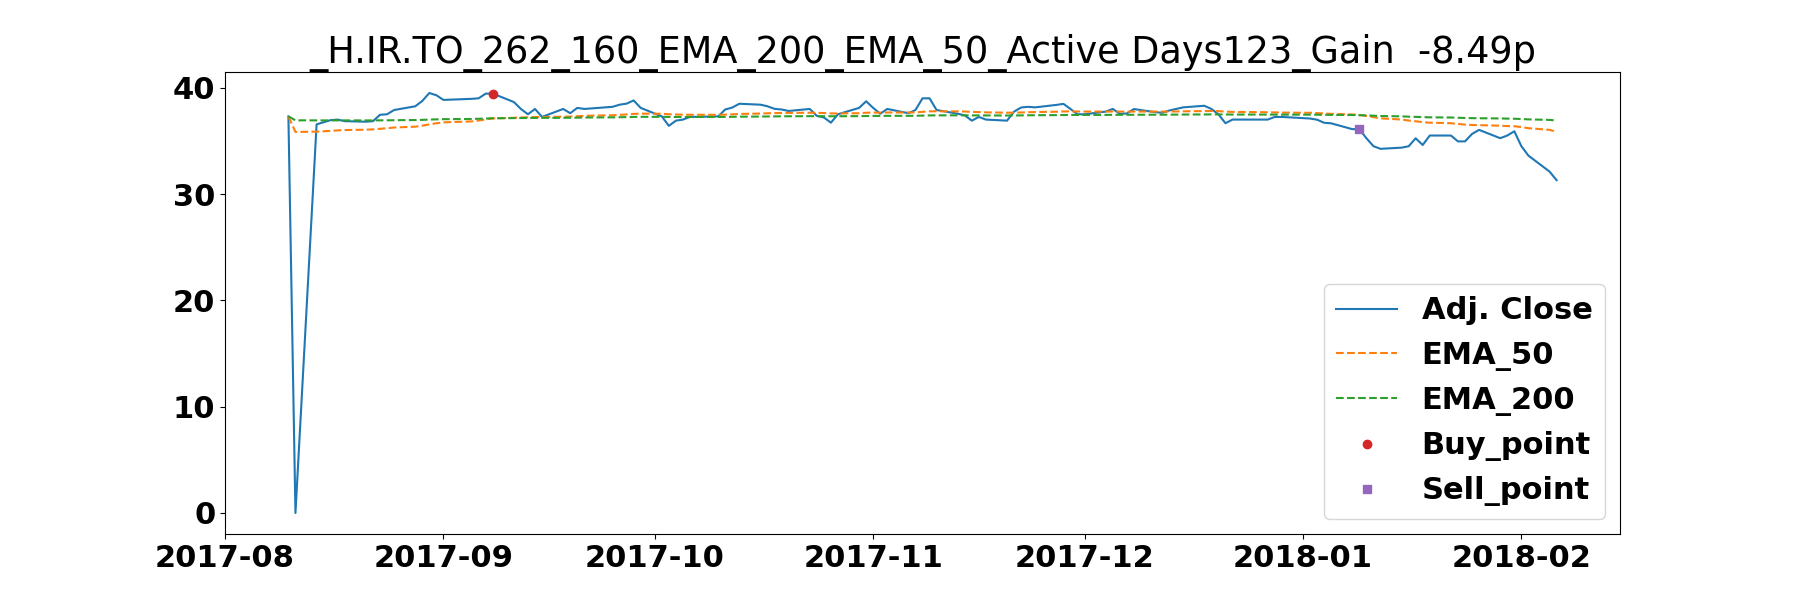 _H.IR.TO_262_160_EMA_200_EMA_50_Active Days123_Gain  -8.49p
40
30
20
10
0
Adj. Close
EMA_50
EMA_200
Buy_point
Sell_point
2017-08 2017-09 2017-10 2017-11 2017-12 2018-01 2018-02